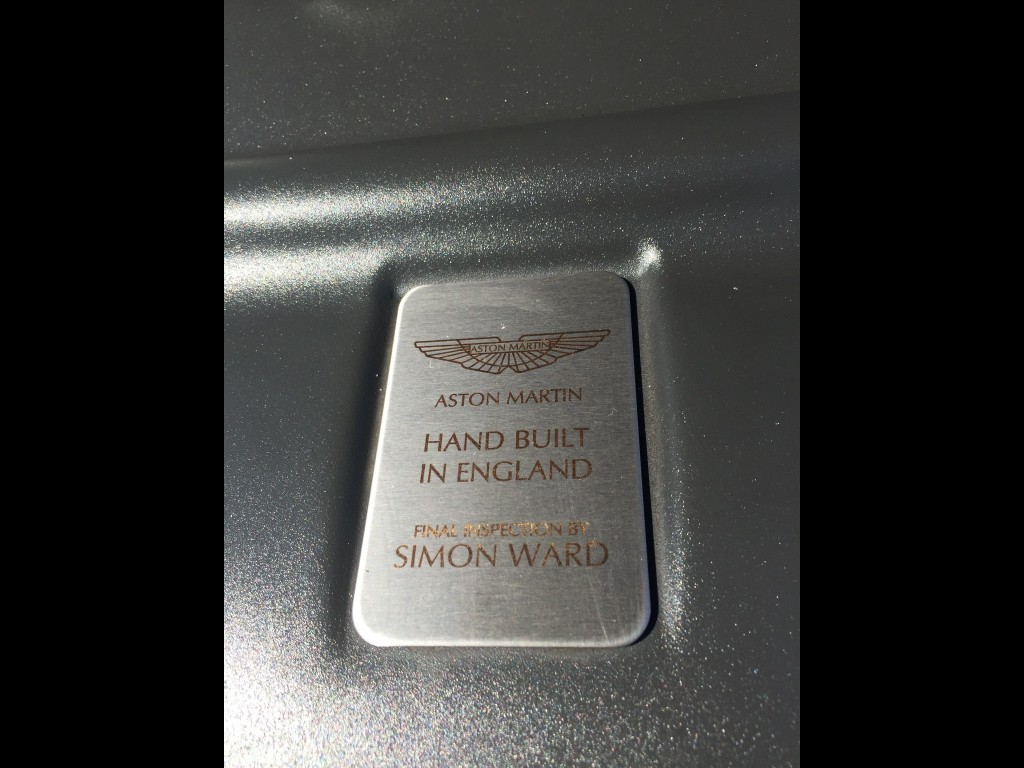 ASTON MARTIN
ASTON MARTIN
HAND BUILT
IN ENGLAND
FINAL INSPECTION BY
SIMON WARD